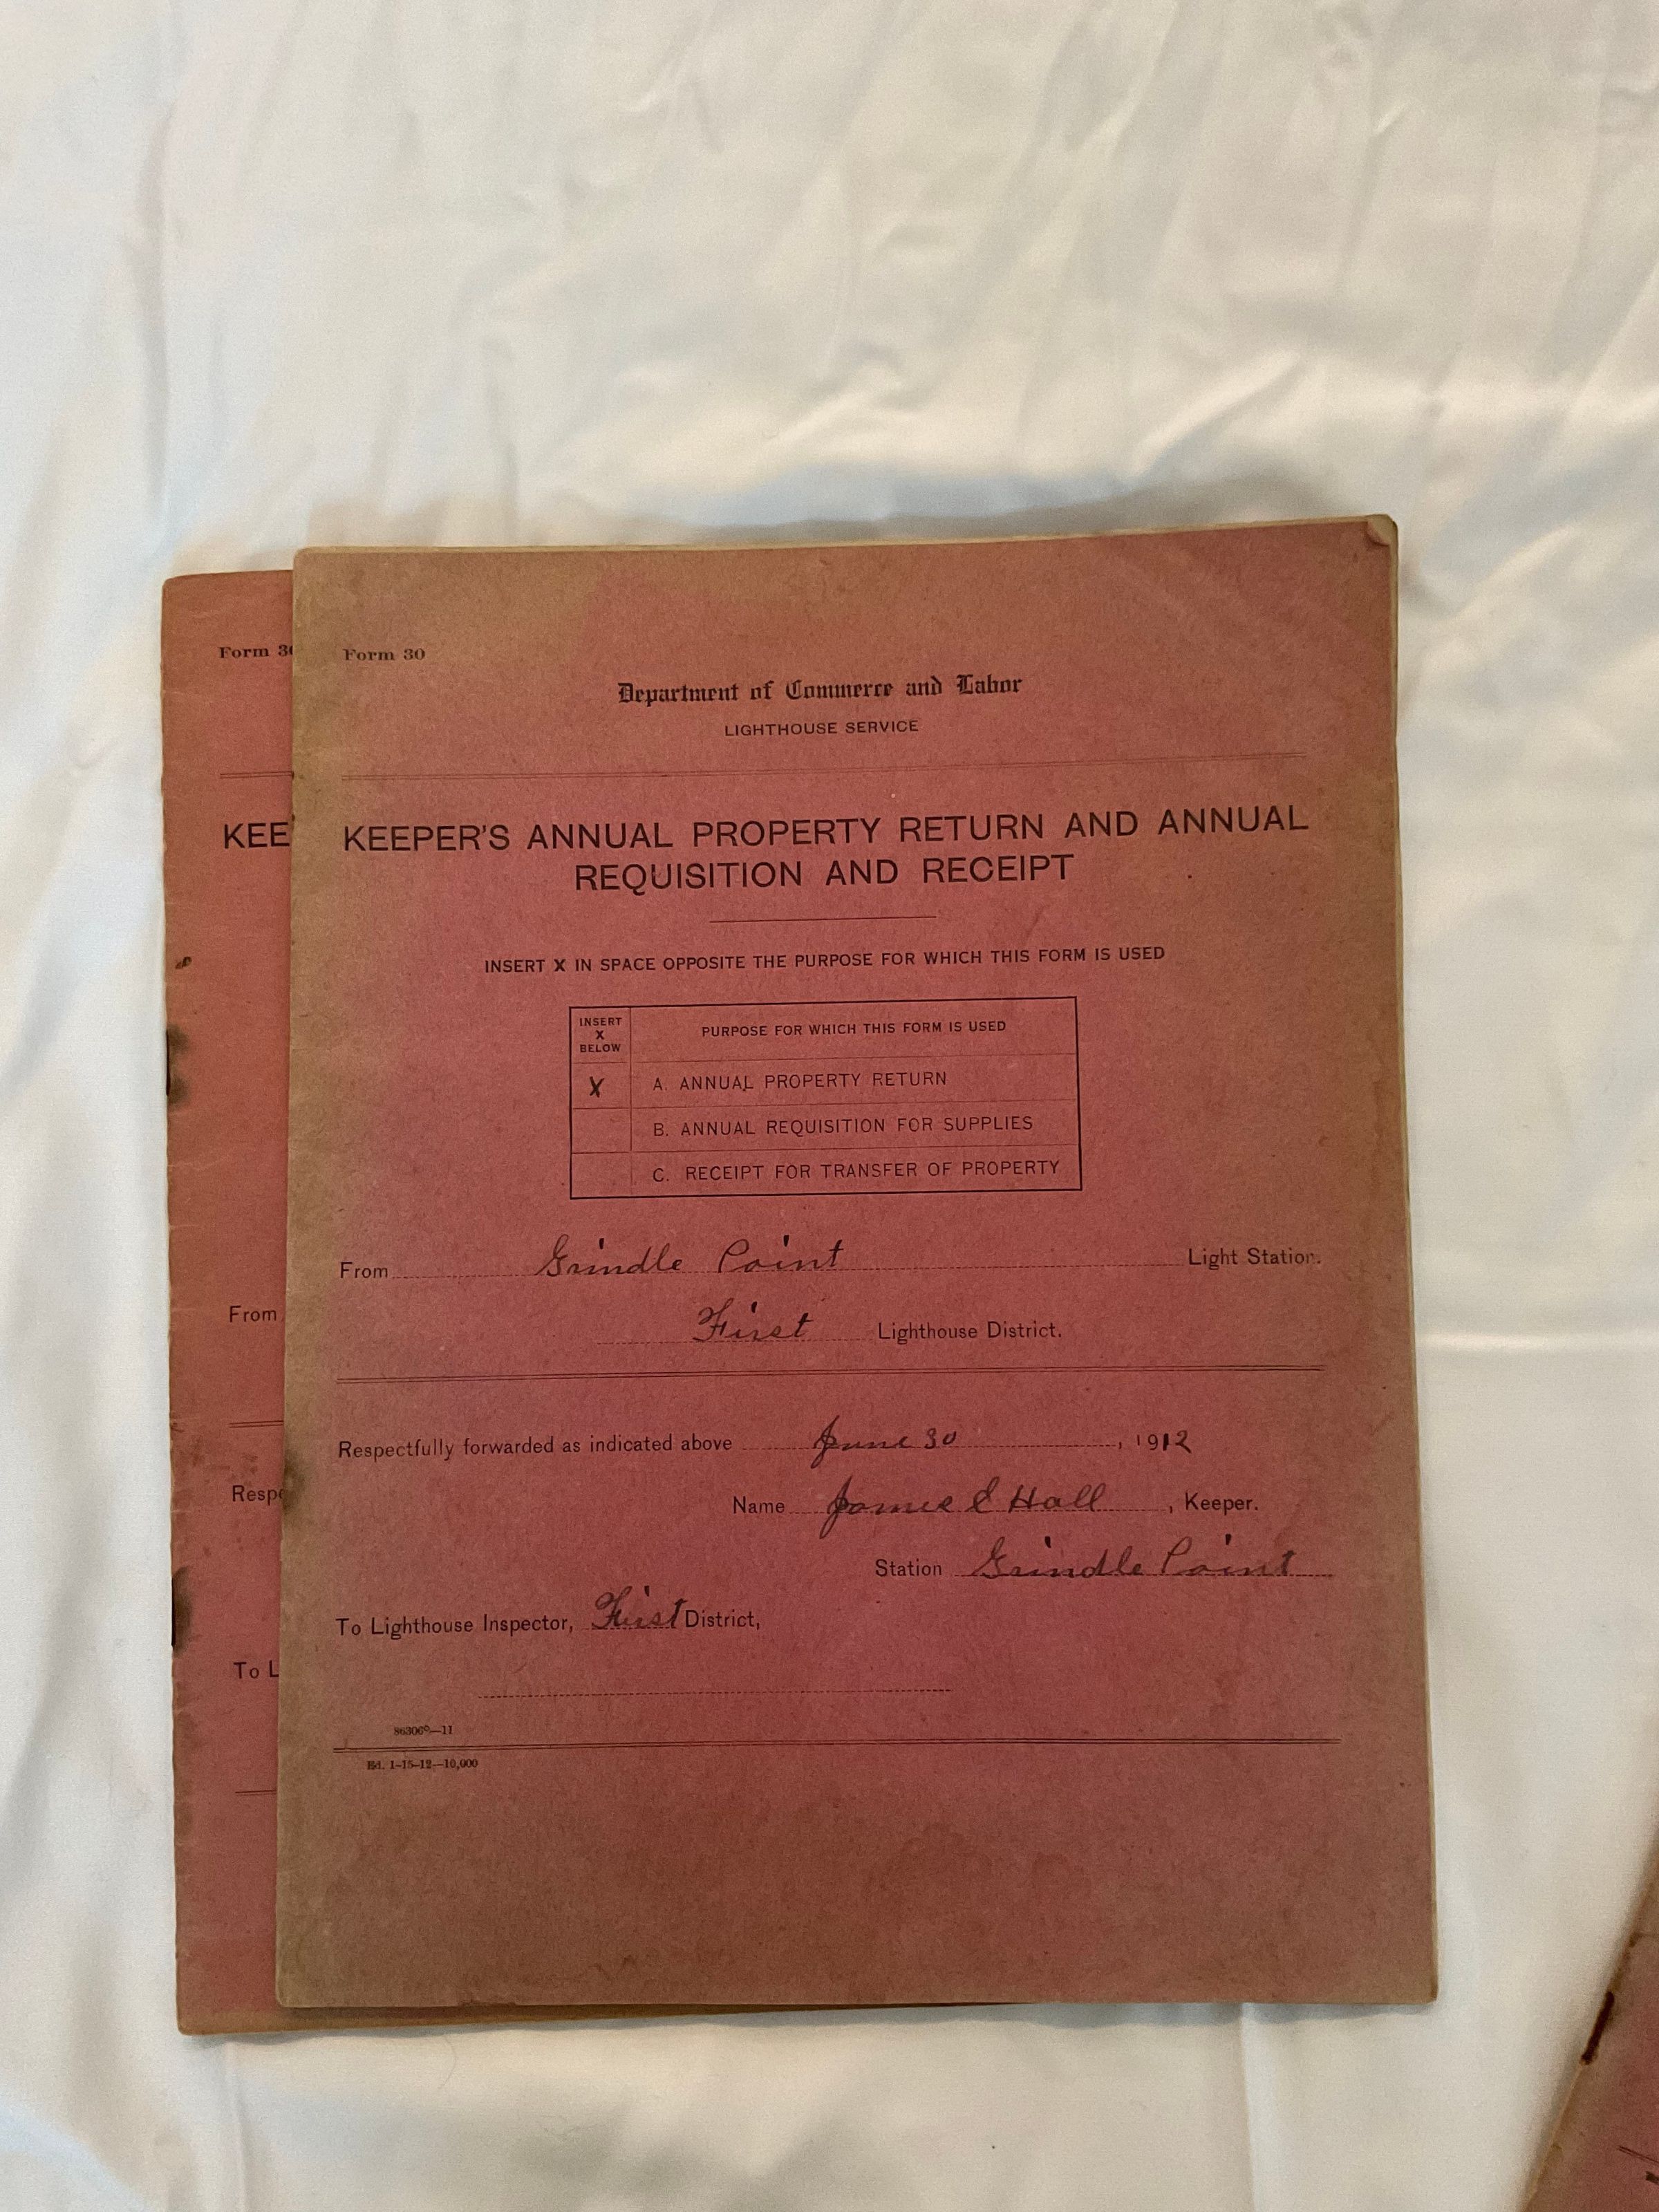 Form 30
Department of Commerce and Labor
LIGHTHOUSE SERVICE
KEEPER'S ANNUAL PROPERTY RETURN AND ANNUAL
REQUISITION AND RECEIPT
INSERT X IN SPACE OPPOSITE THE PURPOSE FOR WHICH THIS FORM IS USED
INSERT
X
BELOW
PURPOSE FOR WHICH THIS FORM IS USED
X A. ANNUAL PROPERTY RETURN
B. ANNUAL REQUISITION FOR SUPPLIES
C. RECEIPT FOR TRANSFER OF PROPERTY
From Grindle Point Light Station.
First Lighthouse District.
Respectfully forwarded as indicated above June 30, 1912
Name James E Hall, Keeper.
Station Grindle Point
To Lighthouse Inspector, First District,
Ed. 1-15-12—10,000
Form 30
KEE
From
Resp
To L